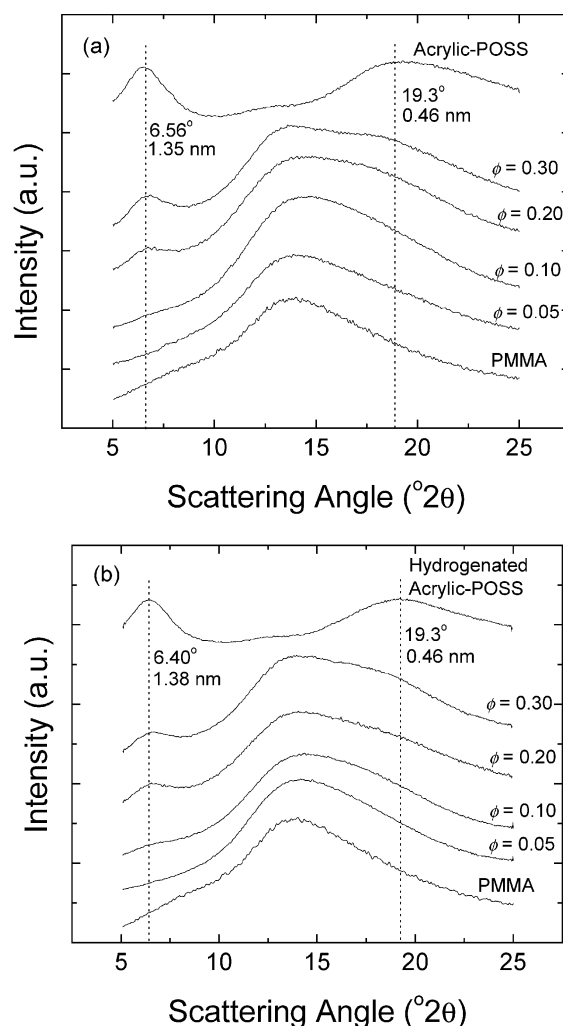 (a)
Acrylic-POSS
6.56°
1.35 nm
19.3°
0.46 nm
ϕ = 0.30
ϕ = 0.20
ϕ = 0.10
ϕ = 0.05
PMMA
Intensity (a.u.)
5 10 15 20 25
Scattering Angle (°2θ)
(b)
Hydrogenated
Acrylic-POSS
6.40°
1.38 nm
19.3°
0.46 nm
ϕ = 0.30
ϕ = 0.20
ϕ = 0.10
ϕ = 0.05
PMMA
Intensity (a.u.)
5 10 15 20 25
Scattering Angle (°2θ)